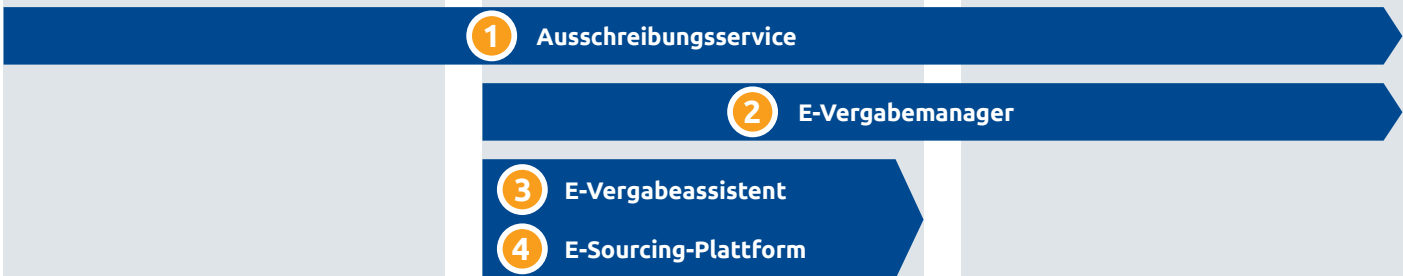 1 Ausschreibungsservice
2 E-Vergabemanager
3 E-Vergabeassistent
4 E-Sourcing-Plattform